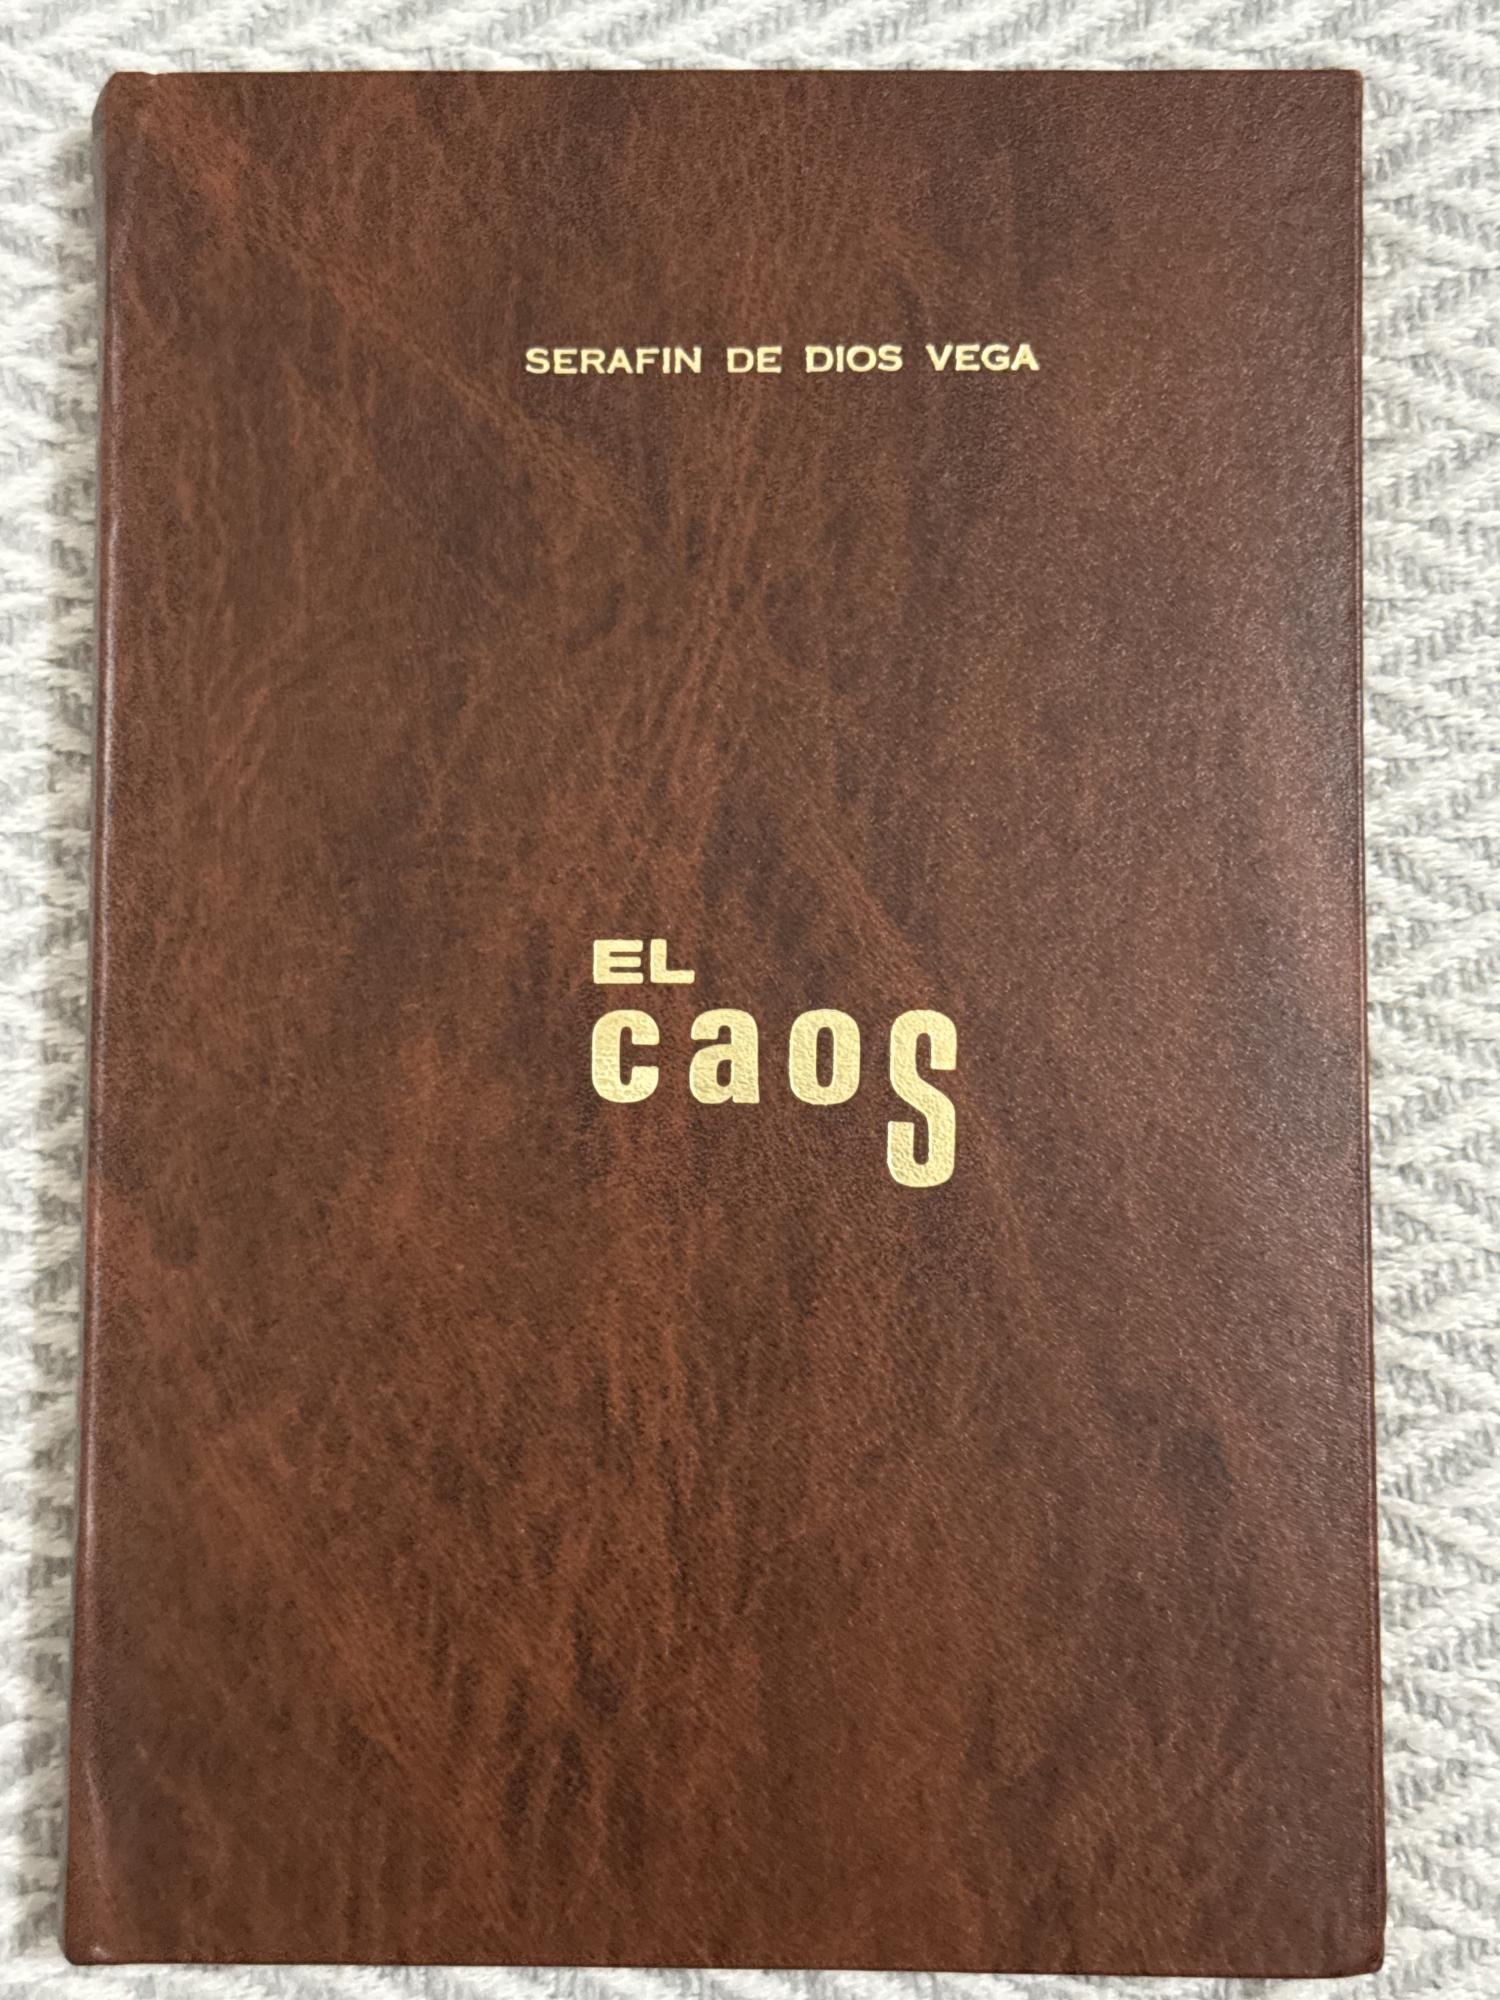 SERAFIN DE DIOS VEGA
EL
caos